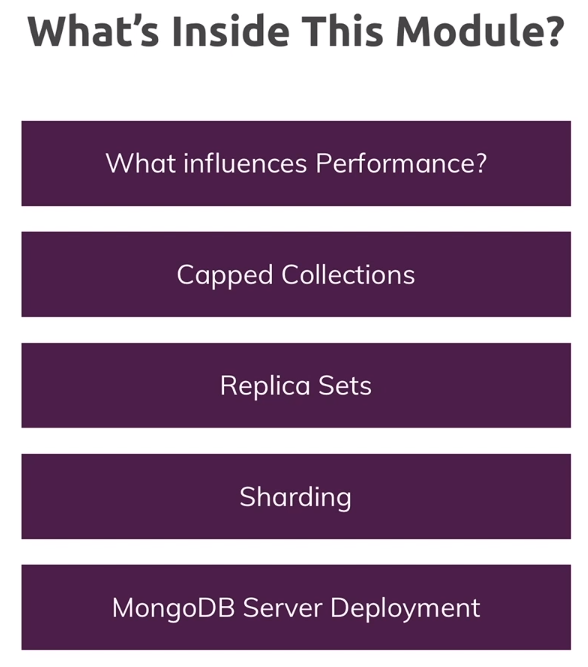 What’s Inside This Module?
What influences Performance?
Capped Collections
Replica Sets
Sharding
MongoDB Server Deployment